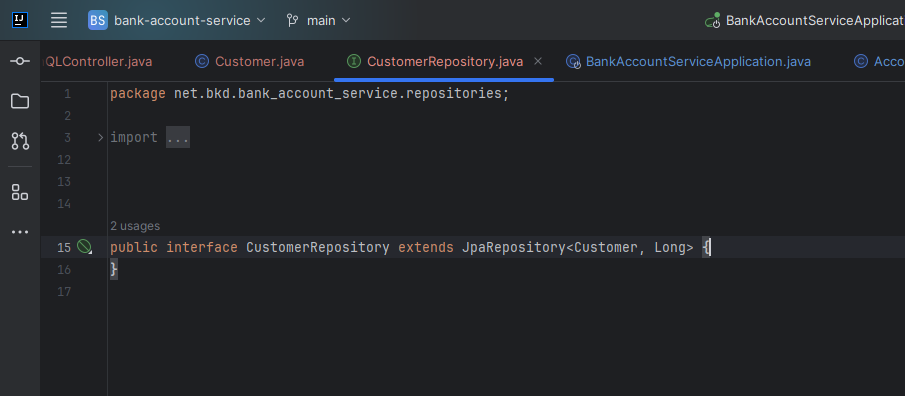 BS bank-account-service main BankAccountServiceApplicat
QLController.java Customer.java CustomerRepository.java BankAccountServiceApplication.java Acco
1 package net.bkd.bank_account_service.repositories;
2
3 import ...
12
13
14
2 usages
15 public interface CustomerRepository extends JpaRepository<Customer, Long> {
16 }
17